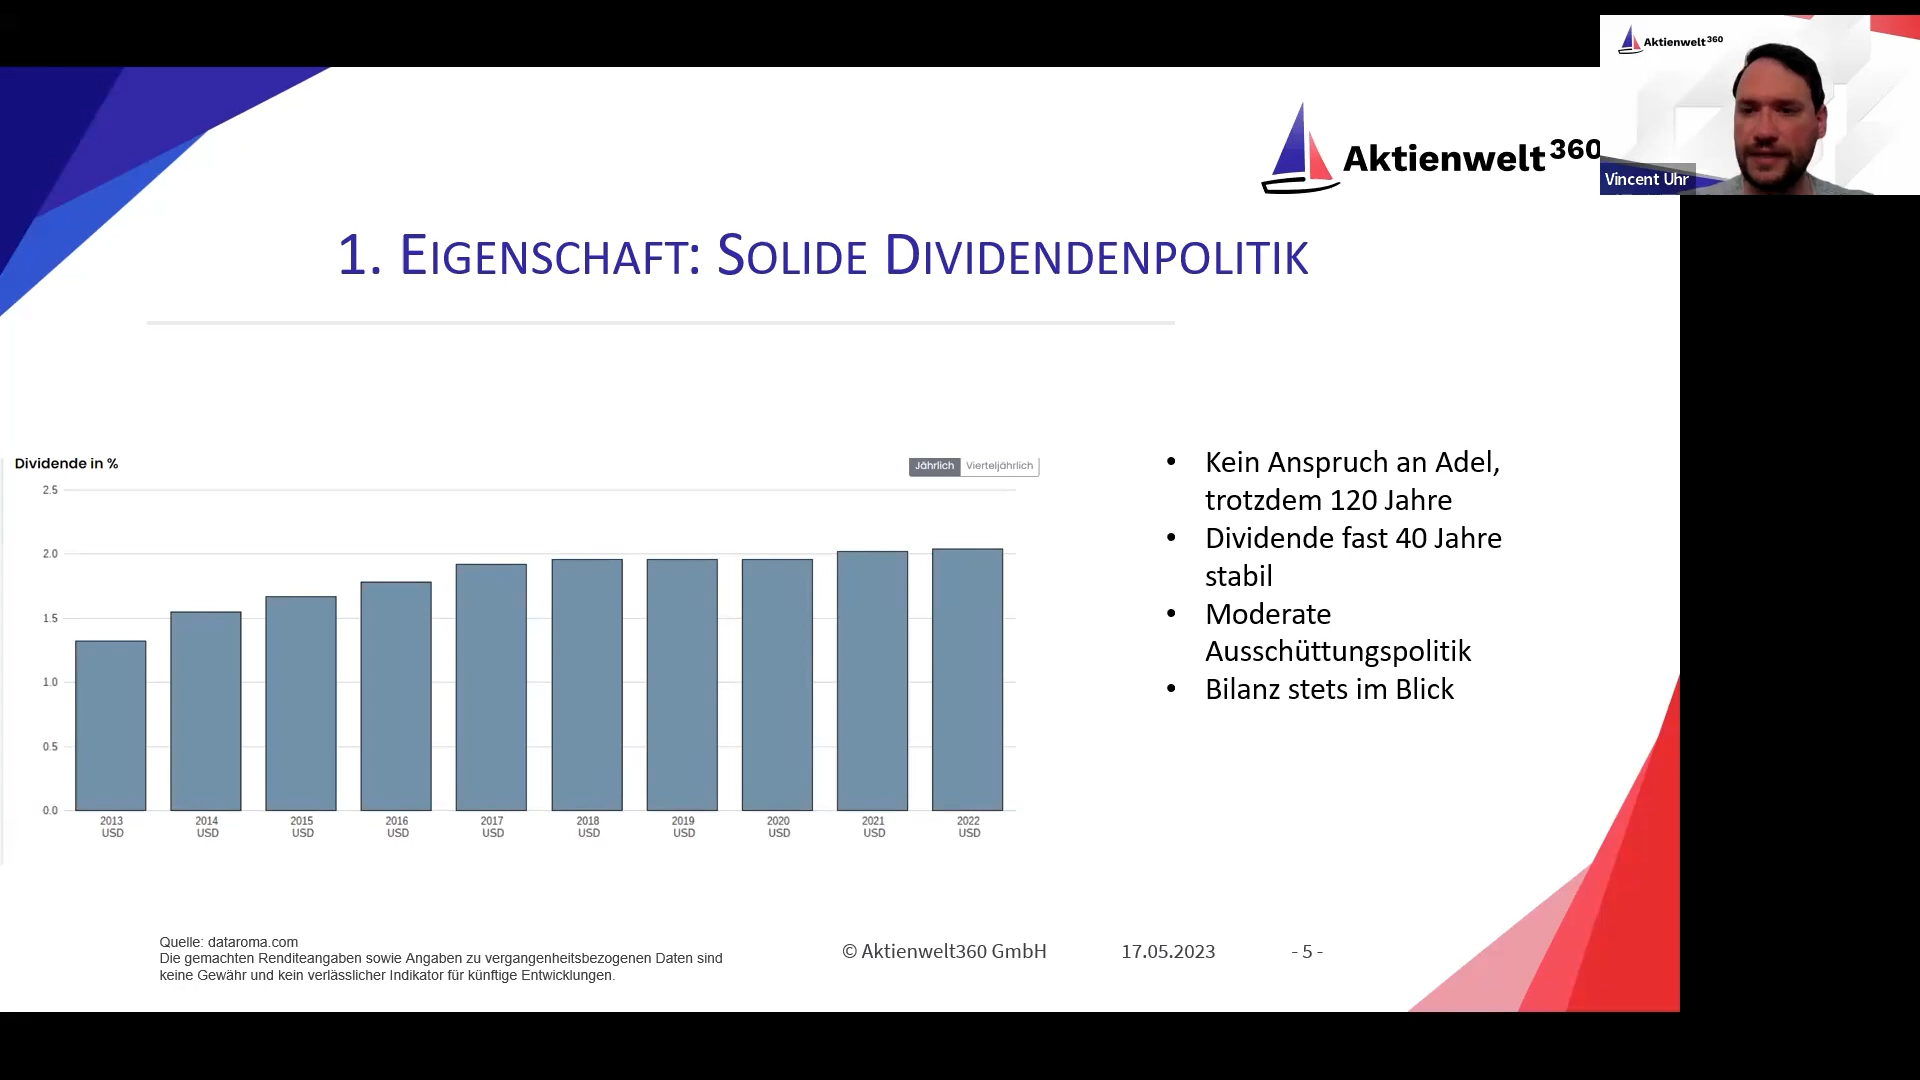 Aktienwelt360
Aktienwelt360
Vincent Uhr
1. Eigenschaft: Solide Dividendenpolitik
Dividende in %
Jährlich Vierteljährlich
2.5
2.0
1.5
1.0
0.5
0.0
2013 2014 2015 2016 2017 2018 2019 2020 2021 2022
USD USD USD USD USD USD USD USD USD USD
• Kein Anspruch an Adel,
trotzdem 120 Jahre
• Dividende fast 40 Jahre
stabil
• Moderate
Ausschüttungspolitik
• Bilanz stets im Blick
Quelle: dataroma.com
Die gemachten Renditeangaben sowie Angaben zu vergangenheitsbezogenen Daten sind
keine Gewähr und kein verlässlicher Indikator für künftige Entwicklungen.
© Aktienwelt360 GmbH 17.05.2023 - 5 -